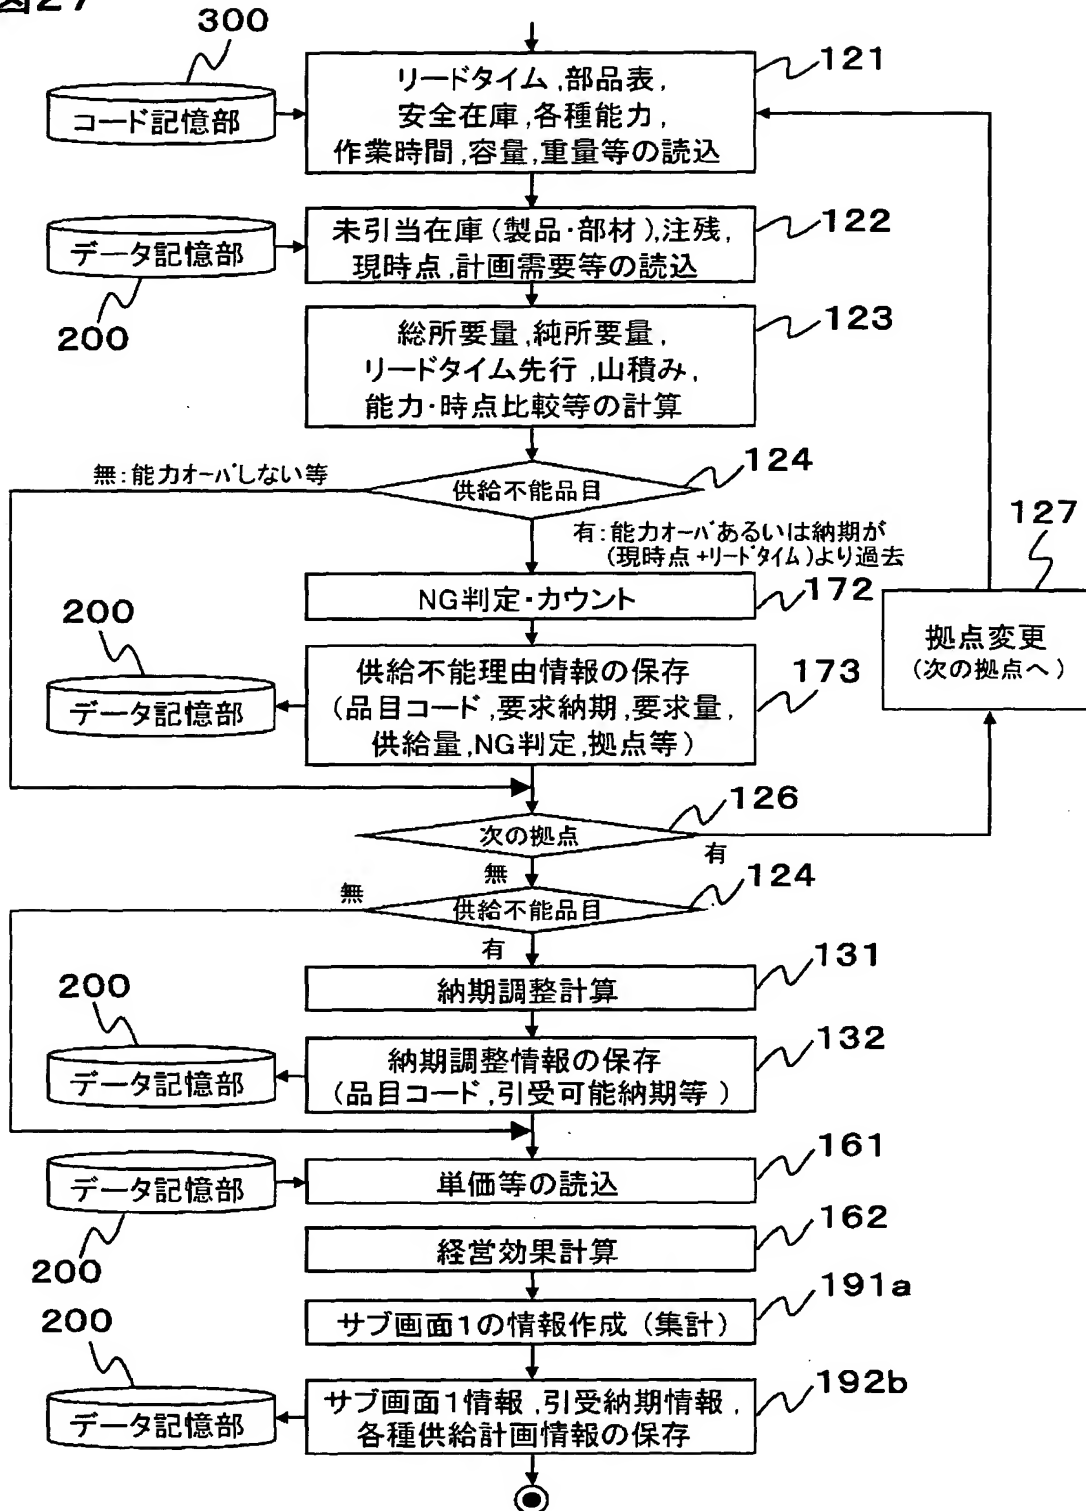 図27
300
コード記憶部
リードタイム,部品表,
安全在庫,各種能力,
作業時間,容量,重量等の読込
121
データ記憶部
200
未引当在庫(製品・部材),注残,
現時点,計画需要等の読込
122
総所要量,純所要量,
リードタイム先行,山積み,
能力・時点比較等の計算
123
無:能力オーバしない等
供給不能品目
124
有:能力オーバあるいは納期が
(現時点+リードタイム)より過去
127
拠点変更
(次の拠点へ)
NG判定・カウント
172
200
データ記憶部
供給不能理由情報の保存
(品目コード,要求納期,要求量,
供給量,NG判定,拠点等)
173
次の拠点
126
有
無
無
供給不能品目
124
有
納期調整計算
131
200
データ記憶部
納期調整情報の保存
(品目コード,引受可能納期等)
132
データ記憶部
200
単価等の読込
161
経営効果計算
162
サブ画面1の情報作成(集計)
191a
200
データ記憶部
サブ画面1情報,引受納期情報,
各種供給計画情報の保存
192b